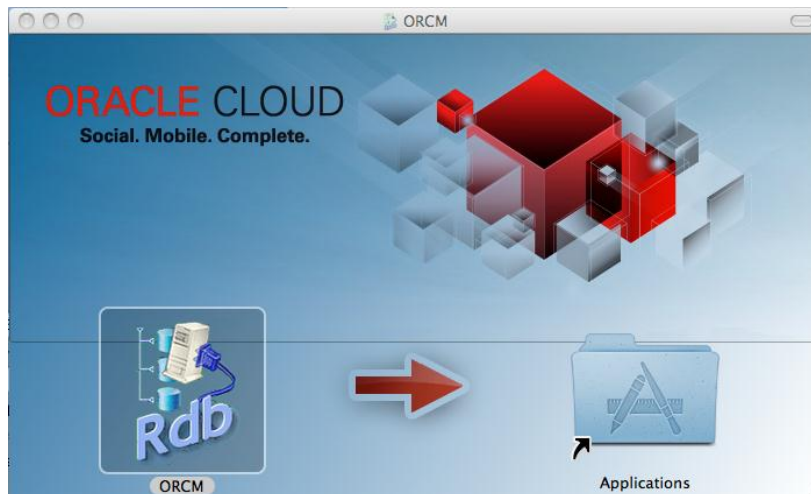 ORCM
ORACLE CLOUD
Social. Mobile. Complete.
Rdb
ORCM
Applications